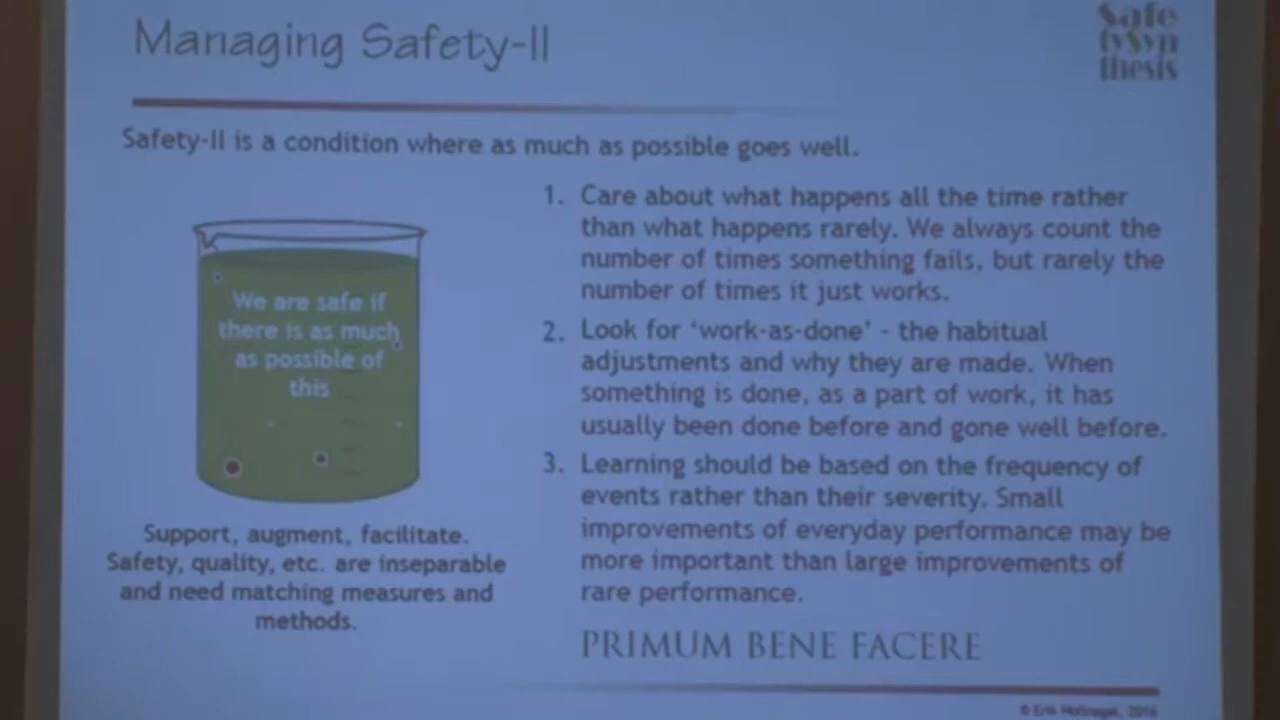 Managing Safety-II
Safe
tySyn
thesis
Safety-II is a condition where as much as possible goes well.
We are safe if
there is as much
as possible of
this
Support, augment, facilitate.
Safety, quality, etc. are inseparable
and need matching measures and
methods.
1. Care about what happens all the time rather
than what happens rarely. We always count the
number of times something fails, but rarely the
number of times it just works.
2. Look for ‘work-as-done’ - the habitual
adjustments and why they are made. When
something is done, as a part of work, it has
usually been done before and gone well before.
3. Learning should be based on the frequency of
events rather than their severity. Small
improvements of everyday performance may be
more important than large improvements of
rare performance.
PRIMUM BENE FACERE
© Erik Hollnagel, 2016